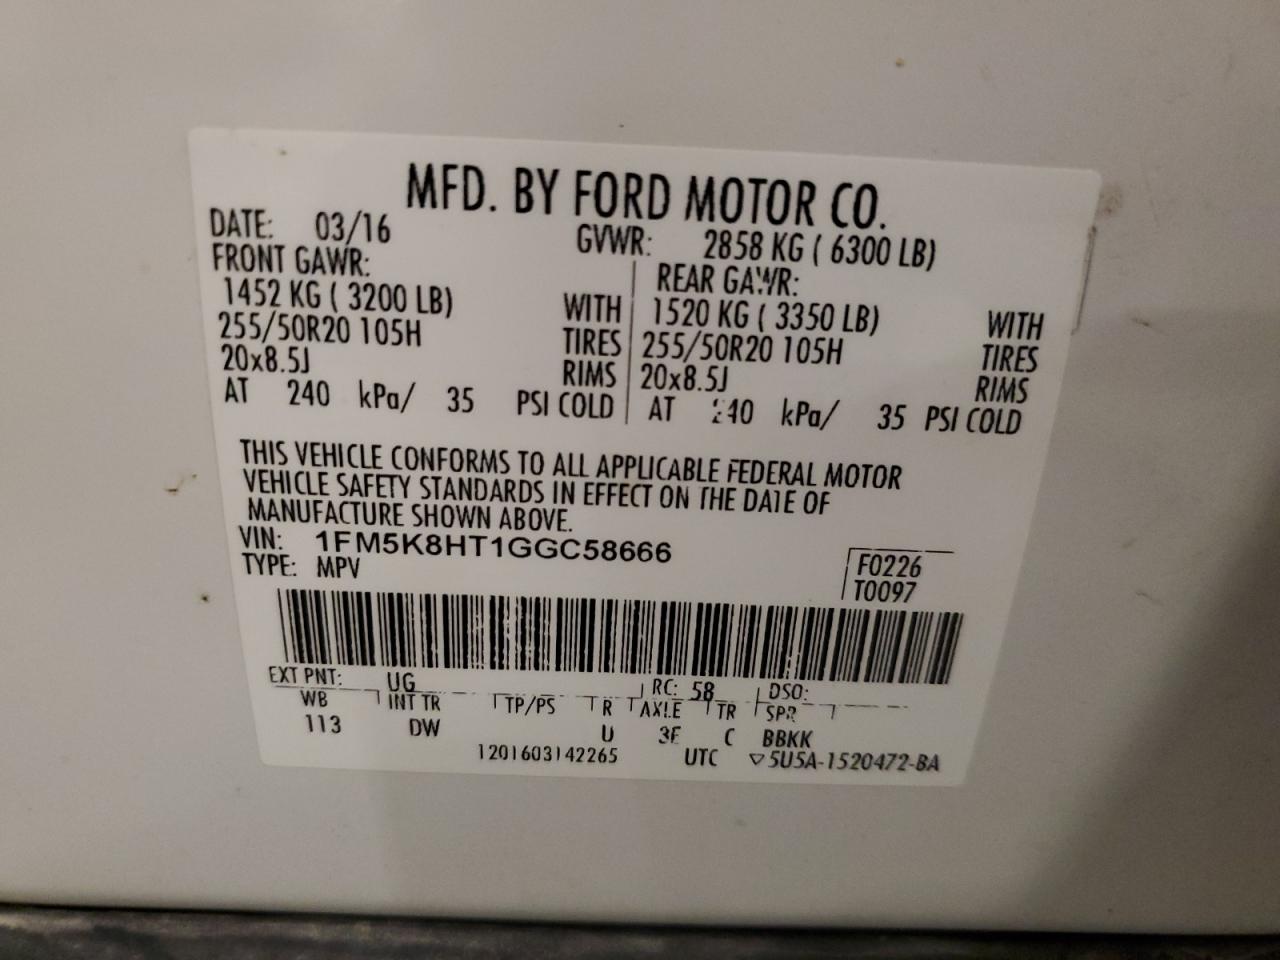 MFD. BY FORD MOTOR CO.
DATE: 03/16 GVWR: 2858 KG ( 6300 LB)
FRONT GAWR: REAR GAWR:
1452 KG ( 3200 LB) WITH 1520 KG ( 3350 LB) WITH
255/50R20 105H TIRES 255/50R20 105H TIRES
20x8.5J RIMS 20x8.5J RIMS
AT 240 kPa/ 35 PSI COLD AT 240 kPa/ 35 PSI COLD
THIS VEHICLE CONFORMS TO ALL APPLICABLE FEDERAL MOTOR
VEHICLE SAFETY STANDARDS IN EFFECT ON THE DATE OF
MANUFACTURE SHOWN ABOVE.
VIN: 1FM5K8HT1GGC58666
TYPE: MPV
F0226
T0097
EXT PNT: UG RC: 58 DSO:
WB INT TR TP/PS R AXLE TR SPR
113 DW U C BBKK
1201603142265 UTC ▽5U5A-1520472-BA